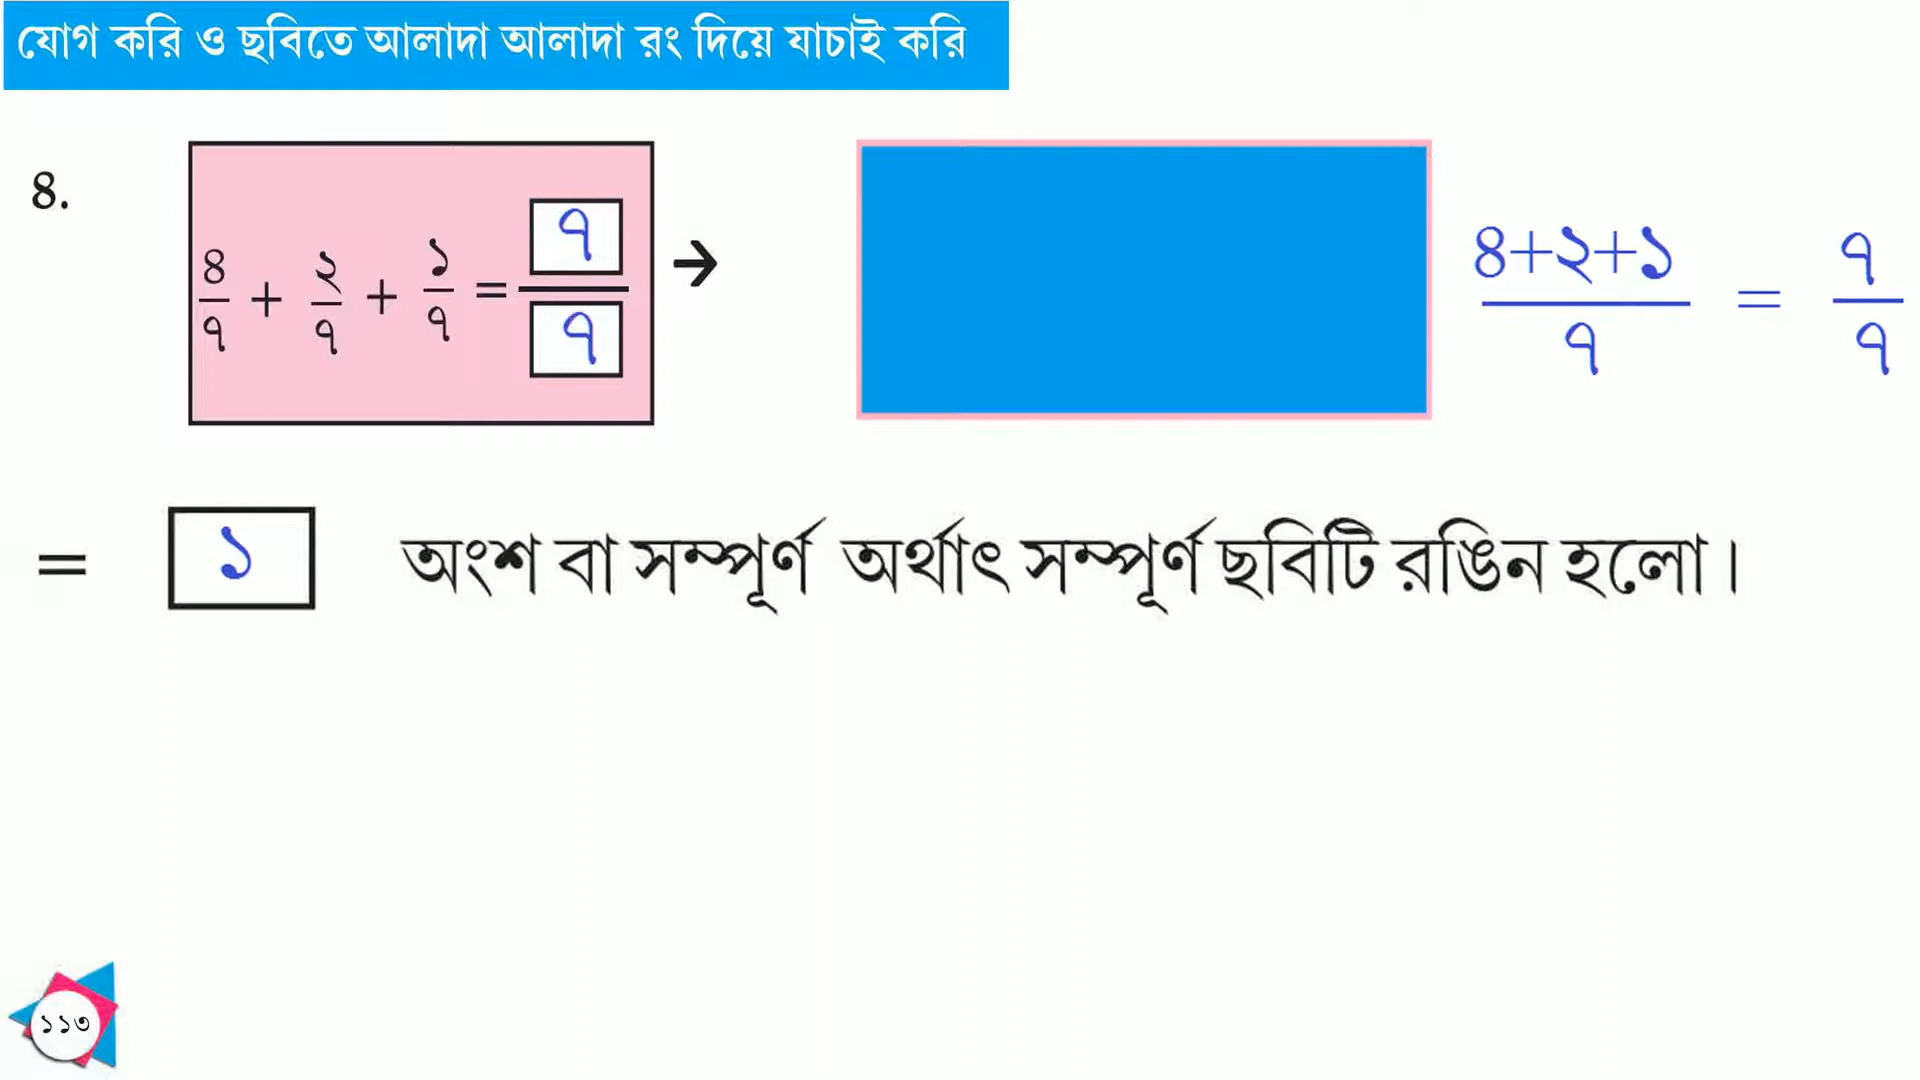 যোগ করি ও ছবিতে আলাদা আলাদা রং দিয়ে যাচাই করি
৪.
৪/৭ + ২/৭ + ১/৭ = ৭/৭ → ৪+২+১/৭ = ৭/৭
= ১ অংশ বা সম্পূর্ণ অর্থাৎ সম্পূর্ণ ছবিটি রঙিন হলো।
১১৩